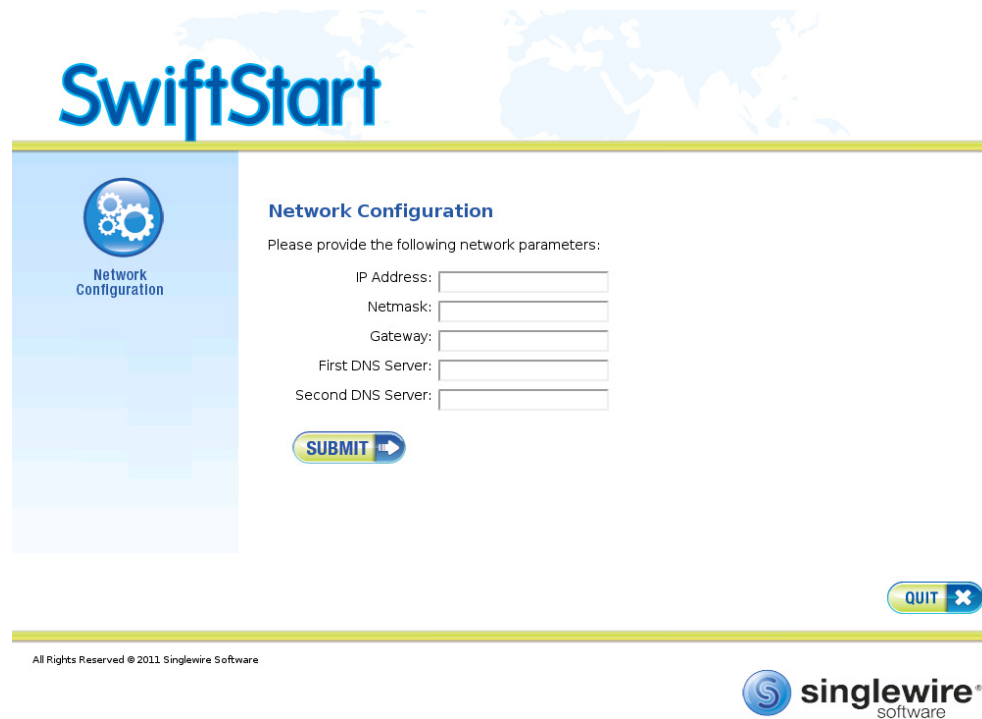 SwiftStart
Network
Configuration
Network Configuration
Please provide the following network parameters:
IP Address:
Netmask:
Gateway:
First DNS Server:
Second DNS Server:
SUBMIT
QUIT
All Rights Reserved © 2011 Singlewire Software
S singlewire®
software